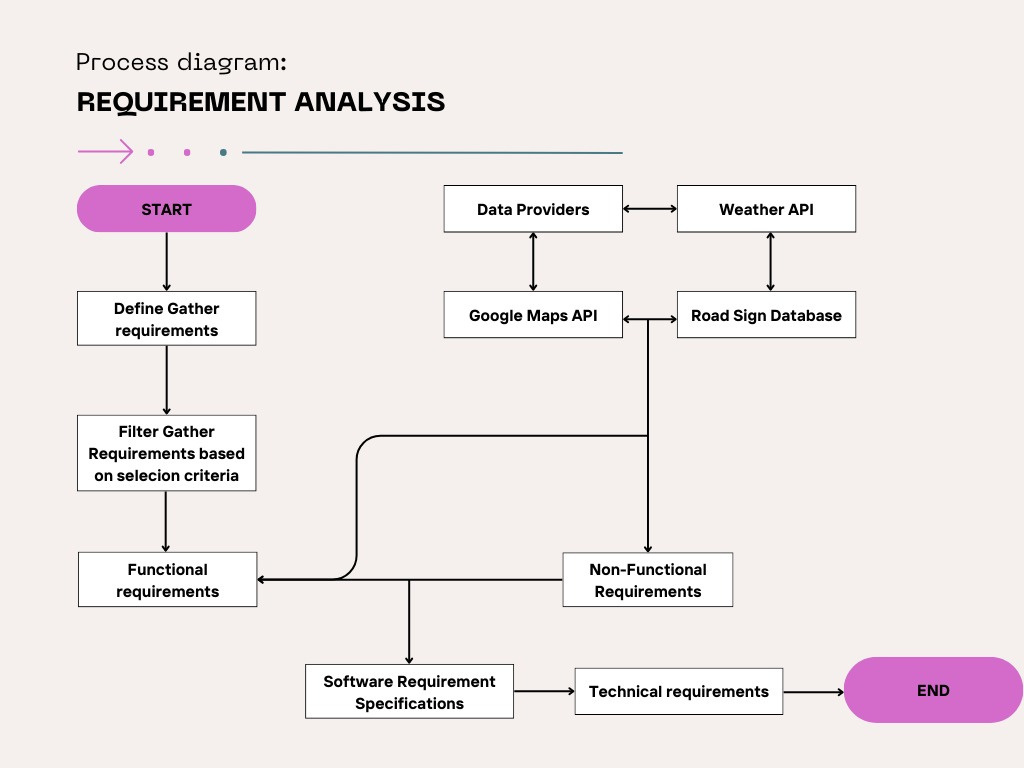 Process diagram:
REQUIREMENT ANALYSIS
START
Data Providers
Weather API
Define Gather
requirements
Google Maps API
Road Sign Database
Filter Gather
Requirements based
on selecion criteria
Functional
requirements
Non-Functional
Requirements
Software Requirement
Specifications
Technical requirements
END